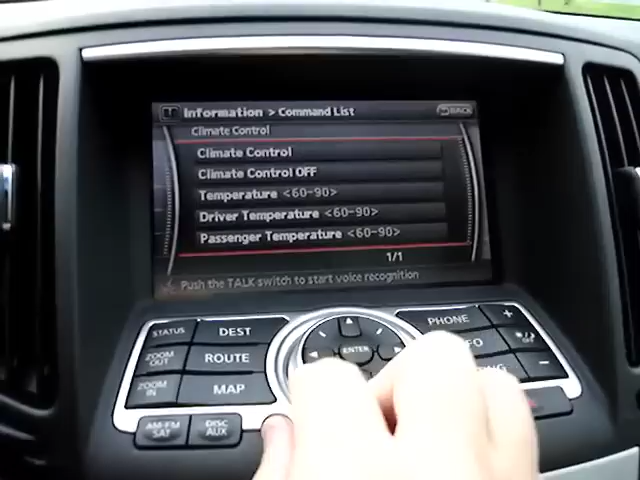 Information > Command List
BACK
Climate Control
Climate Control
Climate Control OFF
Temperature <60-90>
Driver Temperature <60-90>
Passenger Temperature <60-90>
1/1
Push the TALK switch to start voice recognition
STATUS
DEST
PHONE
+
ZOOM OUT
ROUTE
ENTER
ZOOM IN
MAP
−
AM·FM SAT
DISC AUX